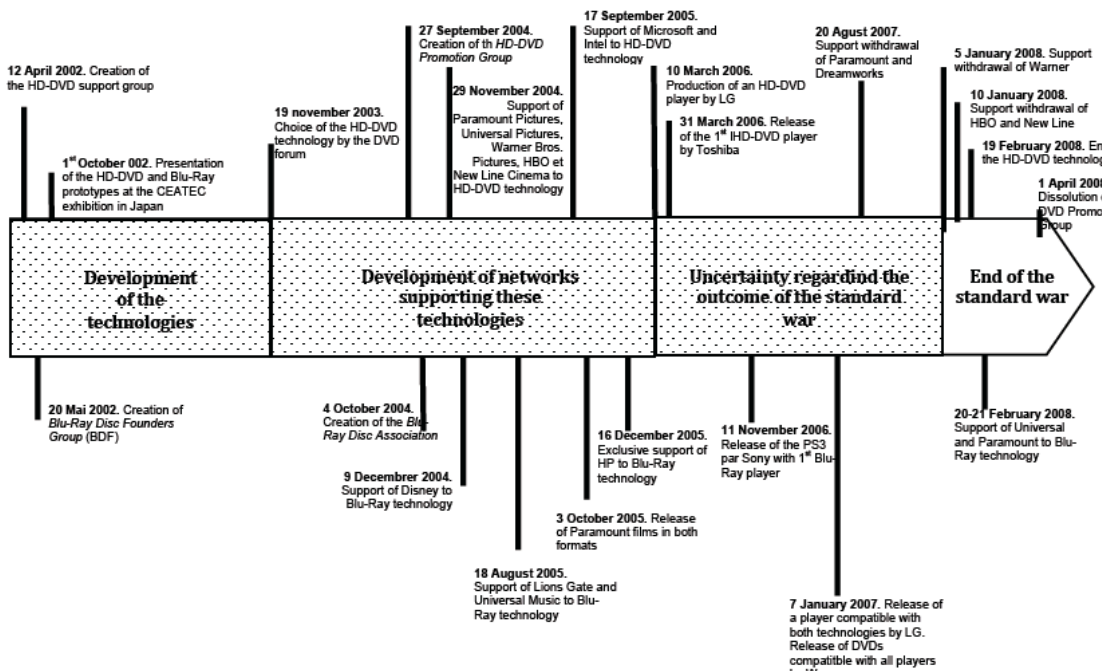 12 April 2002. Creation of
the HD-DVD support group
1st October 002. Presentation
of the HD-DVD and Blu-Ray
prototypes at the CEATEC
exhibition in Japan
19 november 2003.
Choice of the HD-DVD
technology by the DVD
forum
27 September 2004.
Creation of th HD-DVD
Promotion Group
29 November 2004.
Support of
Paramount Pictures,
Universal Pictures,
Warner Bros.
Pictures, HBO et
New Line Cinema to
HD-DVD technology
17 September 2005.
Support of Microsoft and
Intel to HD-DVD
technology
10 March 2006.
Production of an HD-DVD
player by LG
31 March 2006. Release
of the 1st IHD-DVD player
by Toshiba
20 Agust 2007.
Support withdrawal
of Paramount and
Dreamworks
5 January 2008. Support
withdrawal of Warner
10 January 2008.
Support withdrawal of
HBO and New Line
19 February 2008. En
the HD-DVD technolog
1 April 2008
Dissolution
DVD Promo
Group
Development
of the
technologies
Development of networks
supporting these
technologies
Uncertainty regardind the
outcome of the standard
war
End of the
standard war
20 Mai 2002. Creation of
Blu-Ray Disc Founders
Group (BDF)
4 October 2004.
Creation of the Blu-
Ray Disc Association
9 Decembrer 2004.
Support of Disney to
Blu-Ray technology
18 August 2005.
Support of Lions Gate and
Universal Music to Blu-
Ray technology
3 October 2005. Release
of Paramount films in both
formats
16 December 2005.
Exclusive support of
HP to Blu-Ray
technology
11 November 2006.
Release of the PS3
par Sony with 1st Blu-
Ray player
7 January 2007. Release of
a player compatible with
both technologies by LG.
Release of DVDs
compatitble with all players
20-21 February 2008.
Support of Universal
and Paramount to Blu-
Ray technology